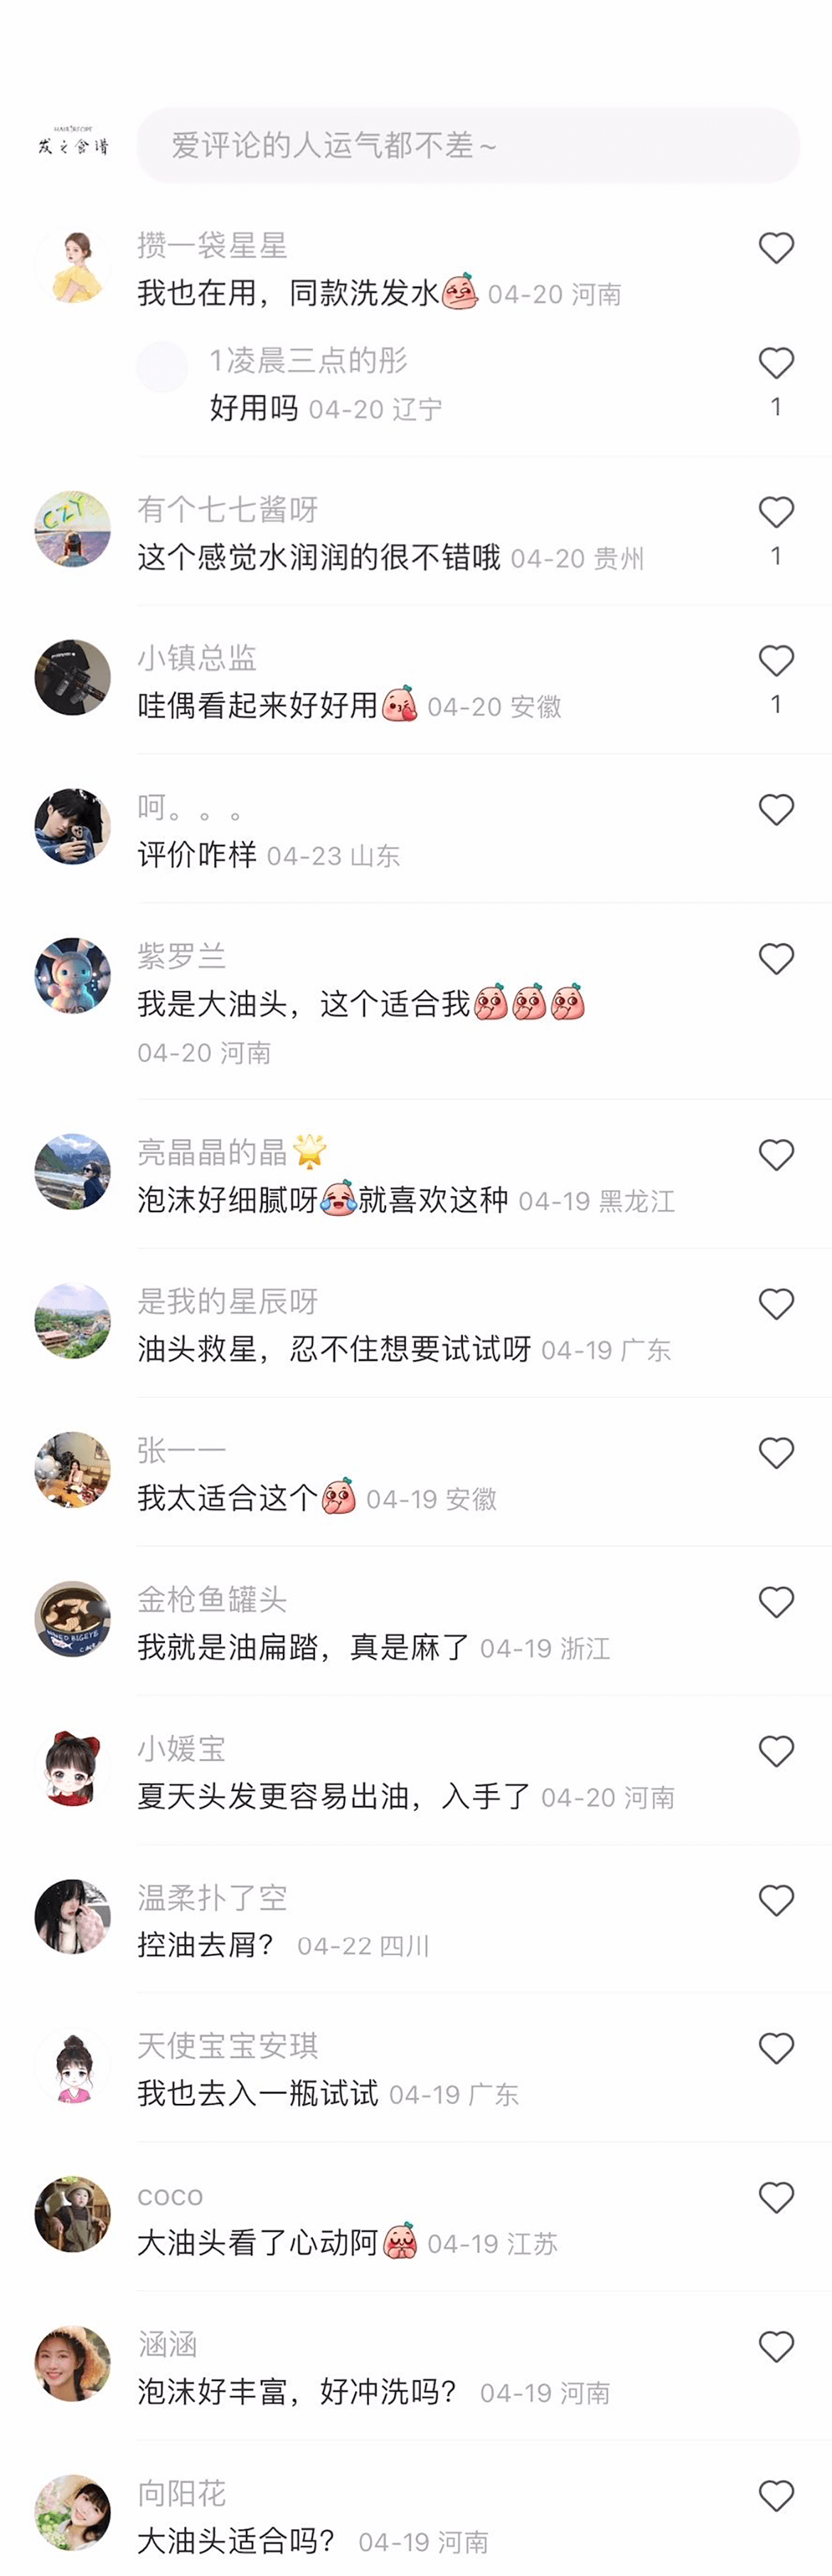 HAIR RECIPE
发之食谱
爱评论的人运气都不差~
攒一袋星星
我也在用，同款洗发水 04-20 河南
1凌晨三点的彤
好用吗 04-20 辽宁
1
有个七七酱呀
这个感觉水润润的很不错哦 04-20 贵州
1
CZY
小镇总监
哇偶看起来好好用 04-20 安徽
1
呵。。。
评价咋样 04-23 山东
紫罗兰
我是大油头，这个适合我
04-20 河南
亮晶晶的晶🌟
泡沫好细腻呀😂就喜欢这种 04-19 黑龙江
是我的星辰呀
油头救星，忍不住想要试试呀 04-19 广东
张一一
我太适合这个 04-19 安徽
金枪鱼罐头
我就是油扁踏，真是麻了 04-19 浙江
小媛宝
夏天头发更容易出油，入手了 04-20 河南
温柔扑了空
控油去屑？ 04-22 四川
天使宝宝安琪
我也去入一瓶试试 04-19 广东
coco
大油头看了心动阿 04-19 江苏
涵涵
泡沫好丰富，好冲洗吗？ 04-19 河南
向阳花
大油头适合吗？ 04-19 河南